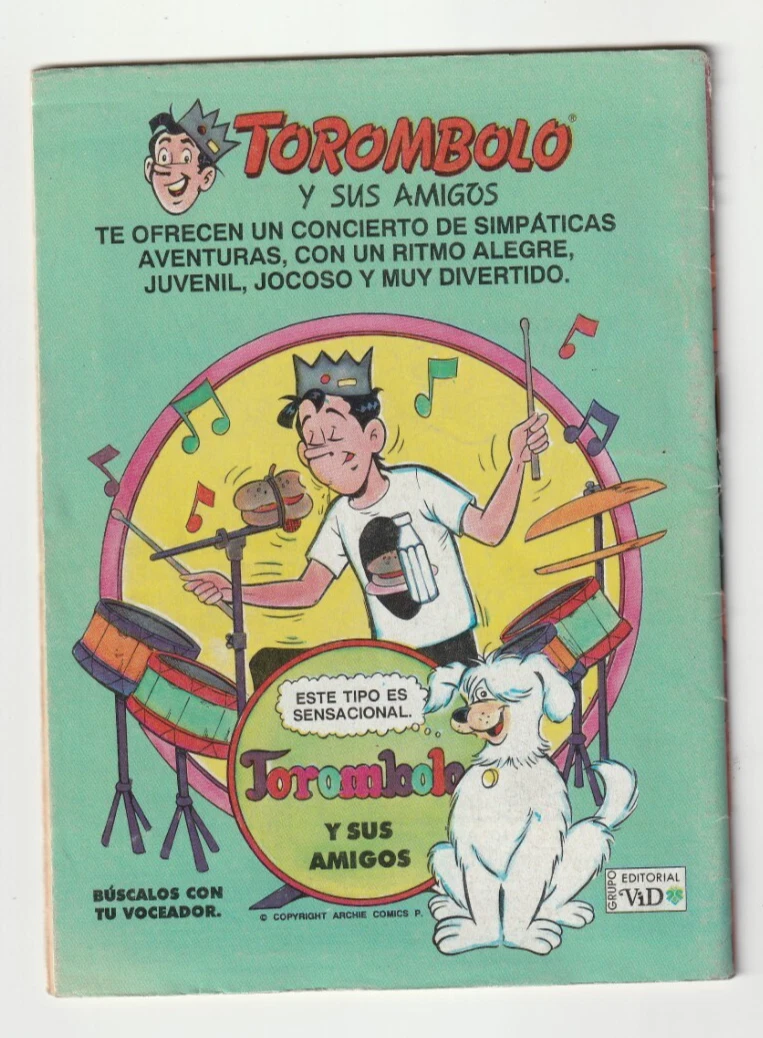 TOROMBOLO®
Y SUS AMIGOS
TE OFRECEN UN CONCIERTO DE SIMPÁTICAS
AVENTURAS, CON UN RITMO ALEGRE,
JUVENIL, JOCOSO Y MUY DIVERTIDO.
ESTE TIPO ES
SENSACIONAL.
Torombolo
Y SUS
AMIGOS
BÚSCALOS CON
TU VOCEADOR.
© COPYRIGHT ARCHIE COMICS P.
GRUPO
EDITORIAL
ViD